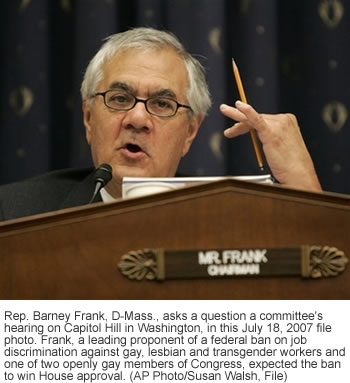 MR. FRANK
CHAIRMAN
Rep. Barney Frank, D-Mass., asks a question a committee's
hearing on Capitol Hill in Washington, in this July 18, 2007 file
photo. Frank, a leading proponent of a federal ban on job
discrimination against gay, lesbian and transgender workers and
one of two openly gay members of Congress, expected the ban
to win House approval. (AP Photo/Susan Walsh, File)